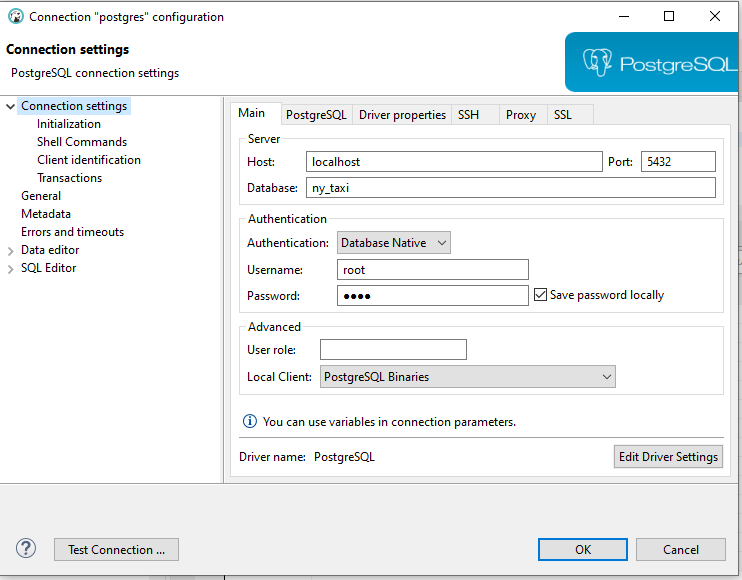 Connection "postgres" configuration
Connection settings
PostgreSQL connection settings
PostgreSQL
Connection settings
Initialization
Shell Commands
Client identification
Transactions
General
Metadata
Errors and timeouts
Data editor
SQL Editor
Main PostgreSQL Driver properties SSH Proxy SSL
Server
Host: localhost Port: 5432
Database: ny_taxi
Authentication
Authentication: Database Native
Username: root
Password: ●●●●
Save password locally
Advanced
User role:
Local Client: PostgreSQL Binaries
You can use variables in connection parameters.
Driver name: PostgreSQL Edit Driver Settings
? Test Connection ... OK Cancel